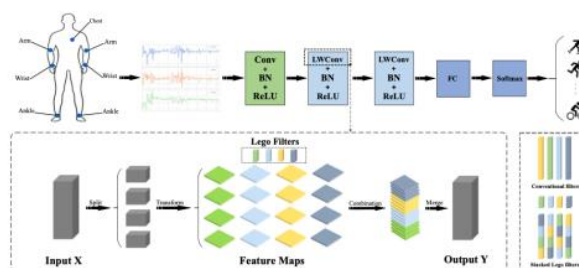 Chest
Arm
Arm
Wrist
Wrist
Ankle
Ankle
Conv
+
BN
+
ReLU
LWConv
+
BN
+
ReLU
LWConv
+
BN
+
ReLU
FC
Softmax
Lego Filters
Split
Transform
Combination
Merge
Input X
Feature Maps
Output Y
Conventional filters
Stacked Lego filters